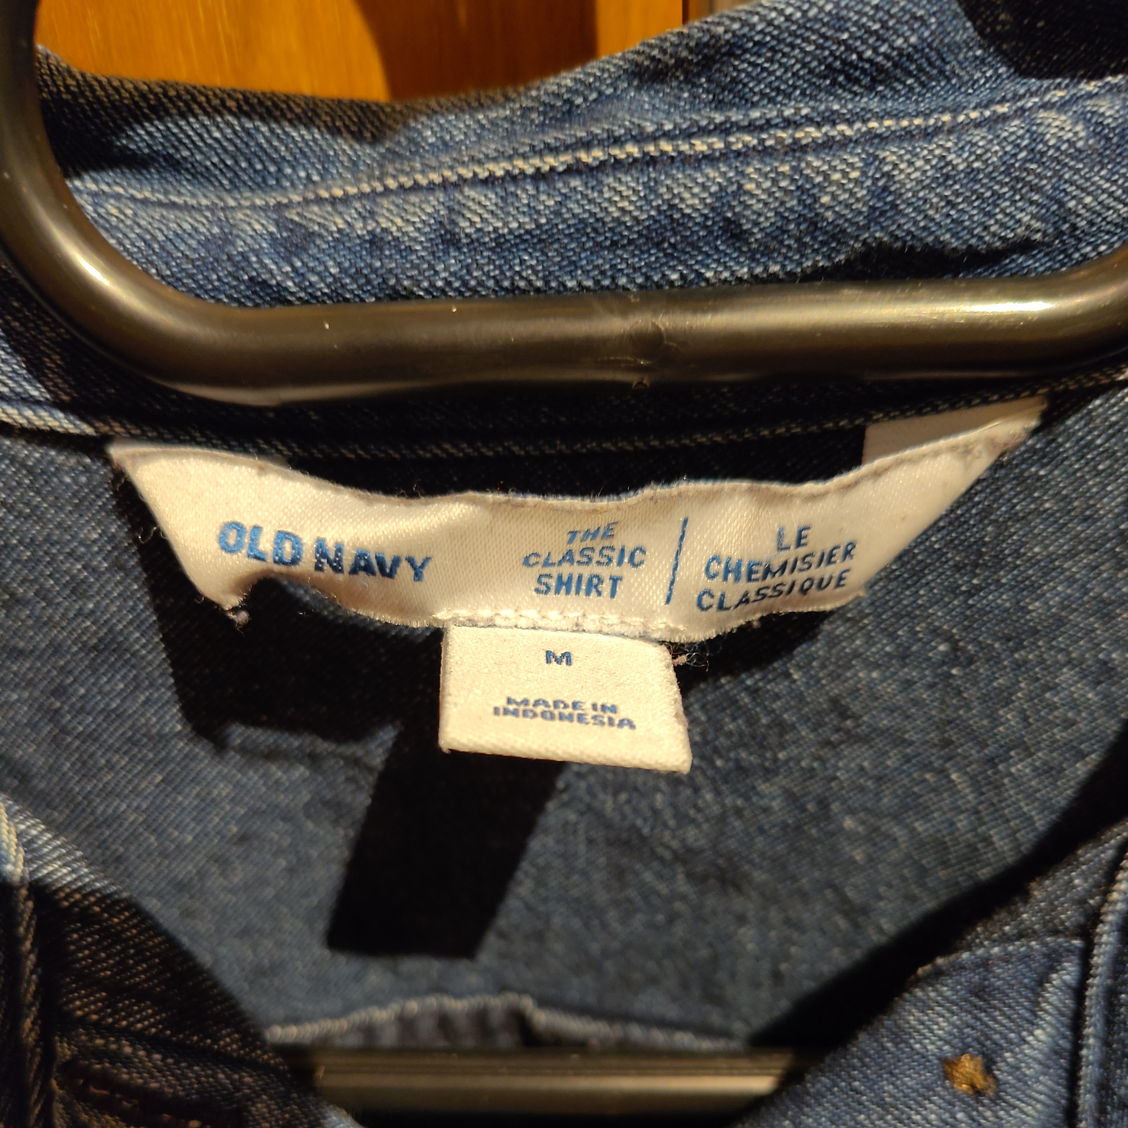 OLD NAVY
THE
CLASSIC
SHIRT
LE
CHEMISIER
CLASSIQUE
M
MADE IN
INDONESIA